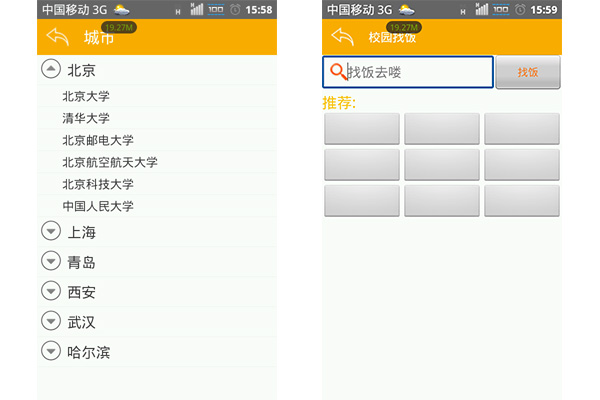 中国移动 3G H 100 15:58
城市
19.27M
北京
北京大学
清华大学
北京邮电大学
北京航空航天大学
北京科技大学
中国人民大学
上海
青岛
西安
武汉
哈尔滨
中国移动 3G H 100 15:59
校园找饭
19.27M
找饭去喽
找饭
推荐: